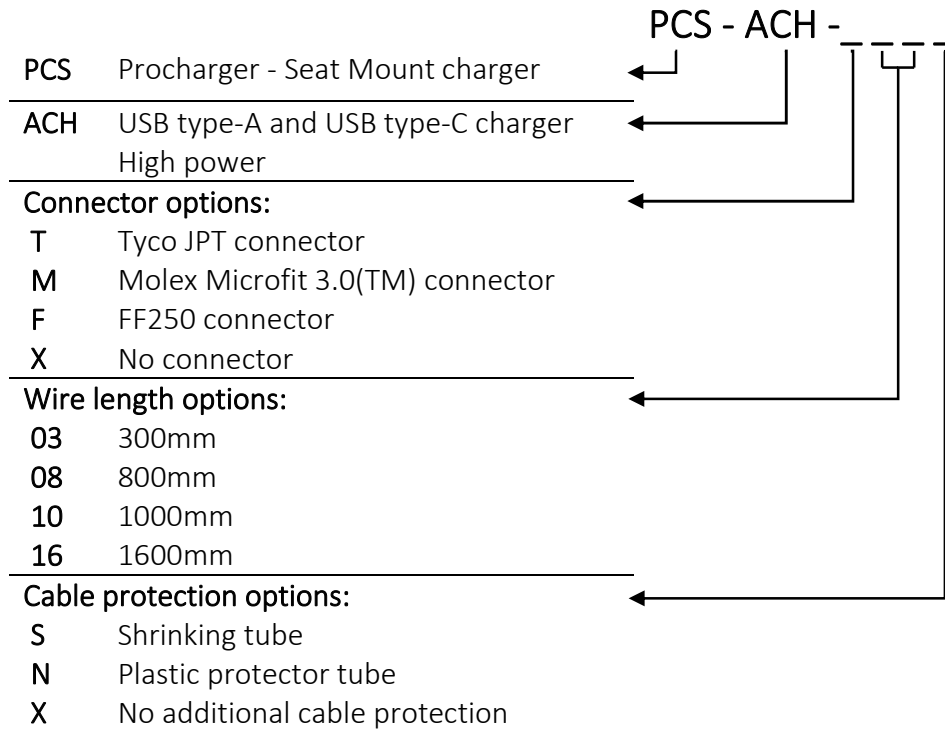 PCS - ACH - _ _ _ _
PCS Procharger - Seat Mount charger
ACH USB type-A and USB type-C charger
High power
Connector options:
T Tyco JPT connector
M Molex Microfit 3.0(TM) connector
F FF250 connector
X No connector
Wire length options:
03 300mm
08 800mm
10 1000mm
16 1600mm
Cable protection options:
S Shrinking tube
N Plastic protector tube
X No additional cable protection